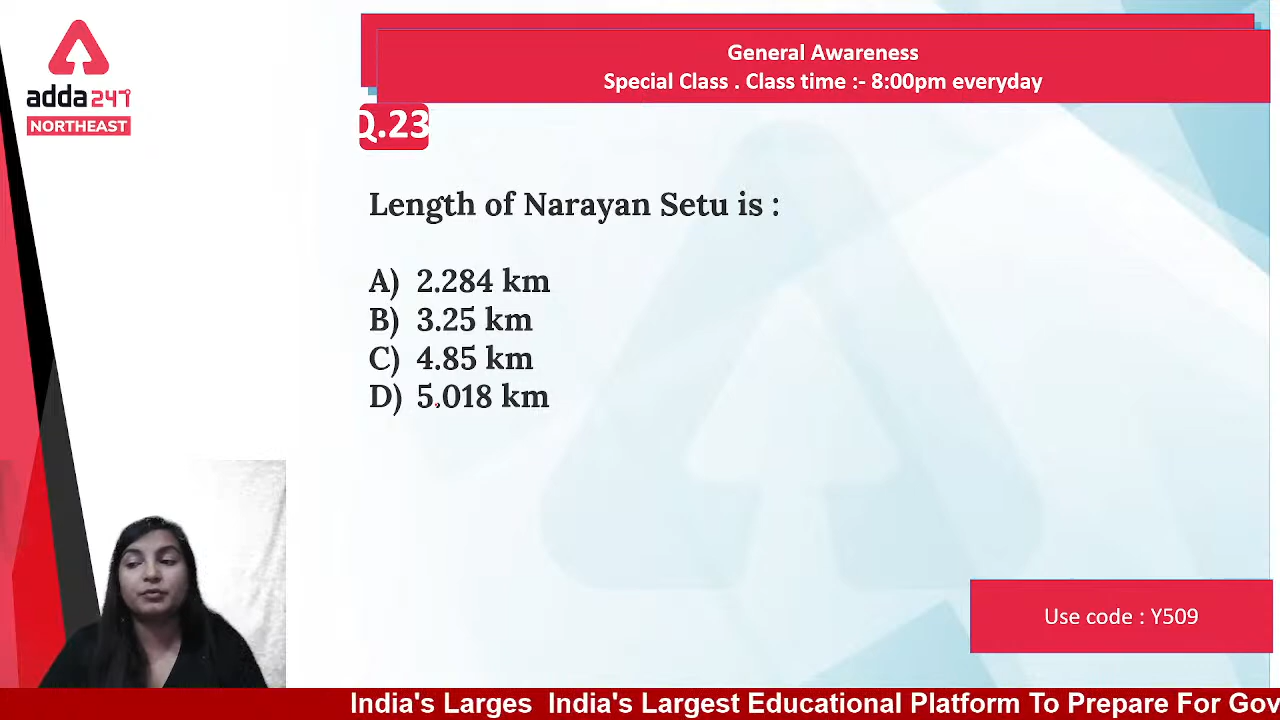 adda247
NORTHEAST
General Awareness
Special Class . Class time :- 8:00pm everyday
Q.23
Length of Narayan Setu is :
A) 2.284 km
B) 3.25 km
C) 4.85 km
D) 5.018 km
Use code : Y509
India's Larges India's Largest Educational Platform To Prepare For Gov